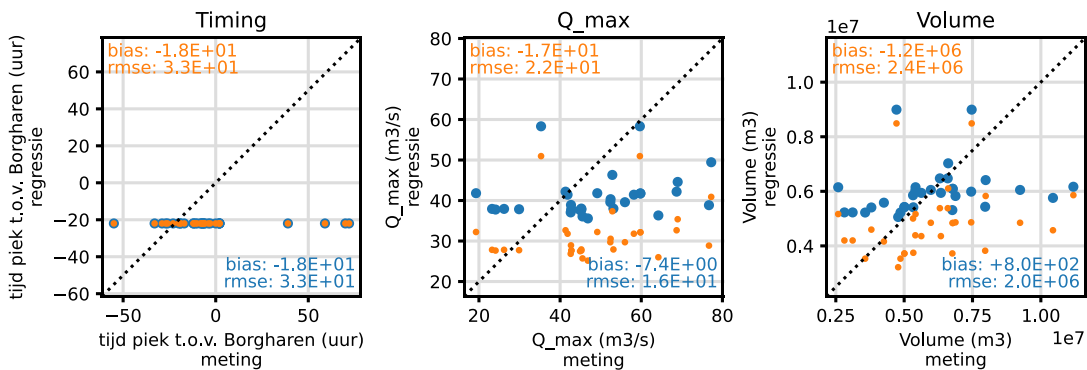 Timing
tijd piek t.o.v. Borgharen (uur)
regressie
60
40
20
0
−20
−40
−60
bias: -1.8E+01
rmse: 3.3E+01
bias: -1.8E+01
rmse: 3.3E+01
−50
0
50
tijd piek t.o.v. Borgharen (uur)
meting
Q_max
Q_max (m3/s)
regressie
80
70
60
50
40
30
20
bias: -1.7E+01
rmse: 2.2E+01
bias: -7.4E+00
rmse: 1.6E+01
20
40
60
80
Q_max (m3/s)
meting
Volume
1e7
Volume (m3)
regressie
1.0
0.8
0.6
0.4
bias: -1.2E+06
rmse: 2.4E+06
bias: +8.0E+02
rmse: 2.0E+06
0.25
0.50
0.75
1.00
1e7
Volume (m3)
meting